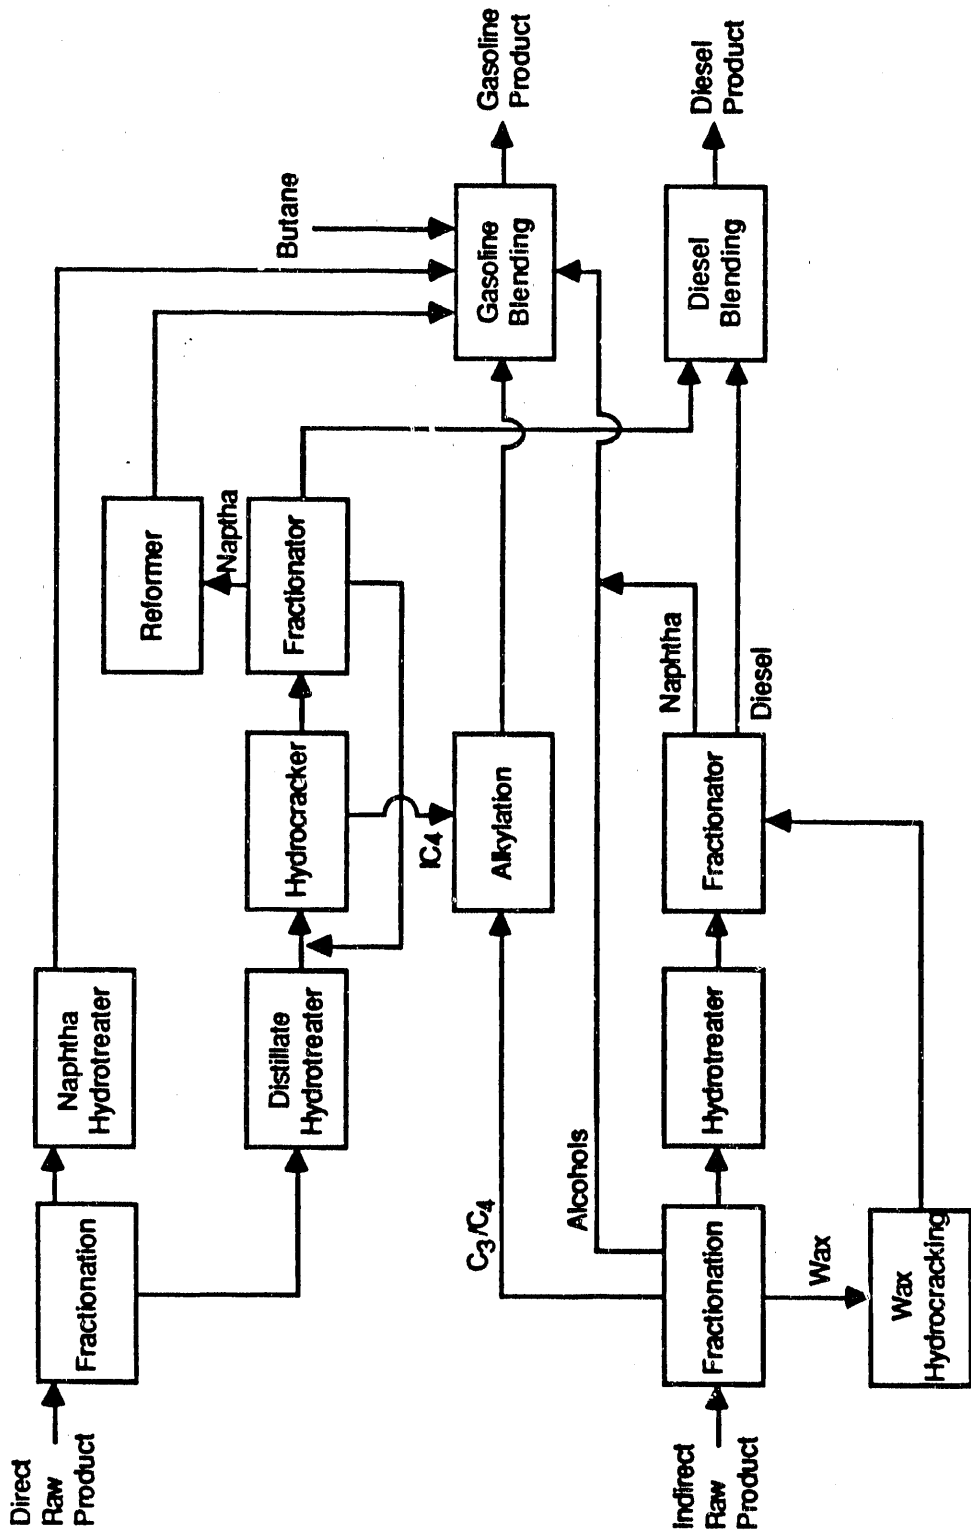 Direct
Raw
Product
Fractionation
Naphtha
Hydrotreater
Distillate
Hydrotreater
Hydrocracker
Reformer
Naptha
Fractionator
IC4
Alkylation
Butane
Gasoline
Blending
Gasoline
Product
C3/C4
Alcohols
Indirect
Raw
Product
Fractionation
Hydrotreater
Fractionator
Naphtha
Diesel
Diesel
Blending
Diesel
Product
Wax
Wax
Hydrocracking